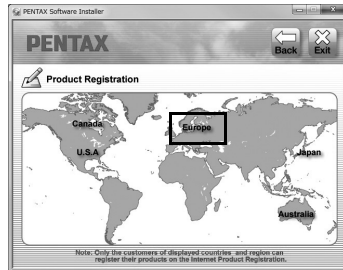 PENTAX Software Installer
PENTAX
Back
Exit
Product Registration
Canada
Europe
U.S.A
Japan
Australia
Note: Only the customers of displayed countries and region can
register their products on the Internet Product Registration.